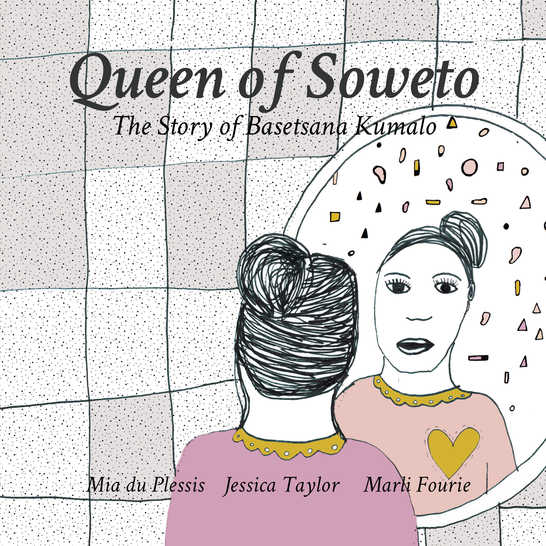 Queen of Soweto
The Story of Basetsana Kumalo
Mia du Plessis Jessica Taylor Marli Fourie